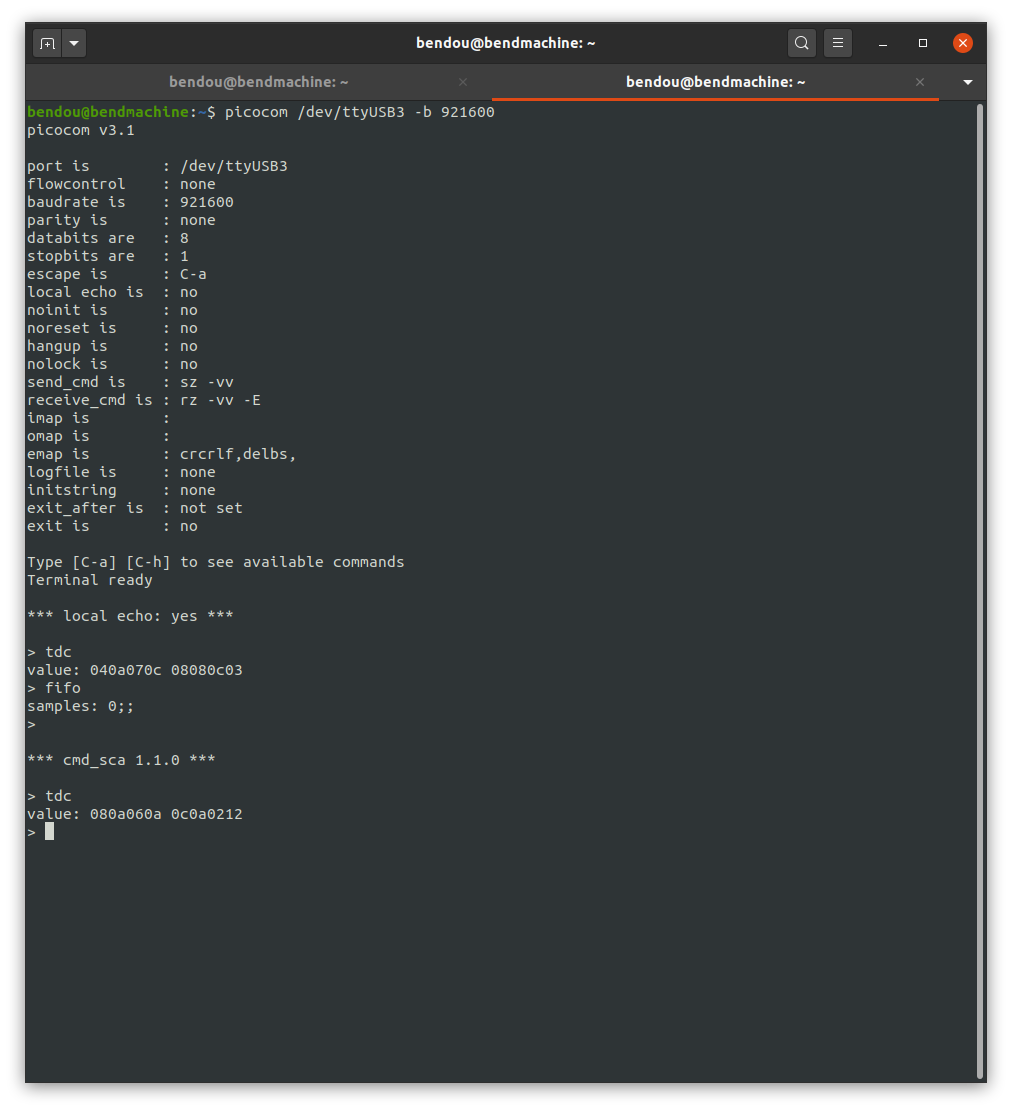 bendou@bendmachine: ~
bendou@bendmachine: ~
bendou@bendmachine: ~
bendou@bendmachine:~$ picocom /dev/ttyUSB3 -b 921600
picocom v3.1
port is        : /dev/ttyUSB3
flowcontrol    : none
baudrate is    : 921600
parity is      : none
databits are   : 8
stopbits are   : 1
escape is      : C-a
local echo is  : no
noinit is      : no
noreset is     : no
hangup is      : no
nolock is      : no
send_cmd is    : sz -vv
receive_cmd is : rz -vv -E
imap is        :
omap is        :
emap is        : crcrlf,delbs,
logfile is     : none
initstring     : none
exit_after is  : not set
exit is        : no
Type [C-a] [C-h] to see available commands
Terminal ready
*** local echo: yes ***
> tdc
value: 040a070c 08080c03
> fifo
samples: 0;;
>
*** cmd_sca 1.1.0 ***
> tdc
value: 080a060a 0c0a0212
>